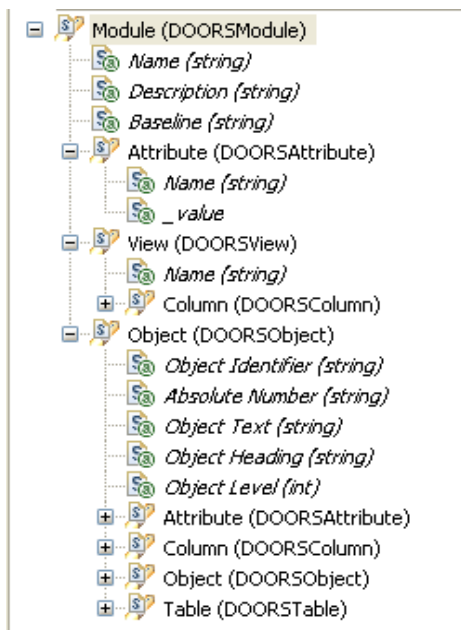 Module (DOORSModule)
Name (string)
Description (string)
Baseline (string)
Attribute (DOORSAttribute)
Name (string)
_value
View (DOORSView)
Name (string)
Column (DOORSColumn)
Object (DOORSObject)
Object Identifier (string)
Absolute Number (string)
Object Text (string)
Object Heading (string)
Object Level (int)
Attribute (DOORSAttribute)
Column (DOORSColumn)
Object (DOORSObject)
Table (DOORSTable)